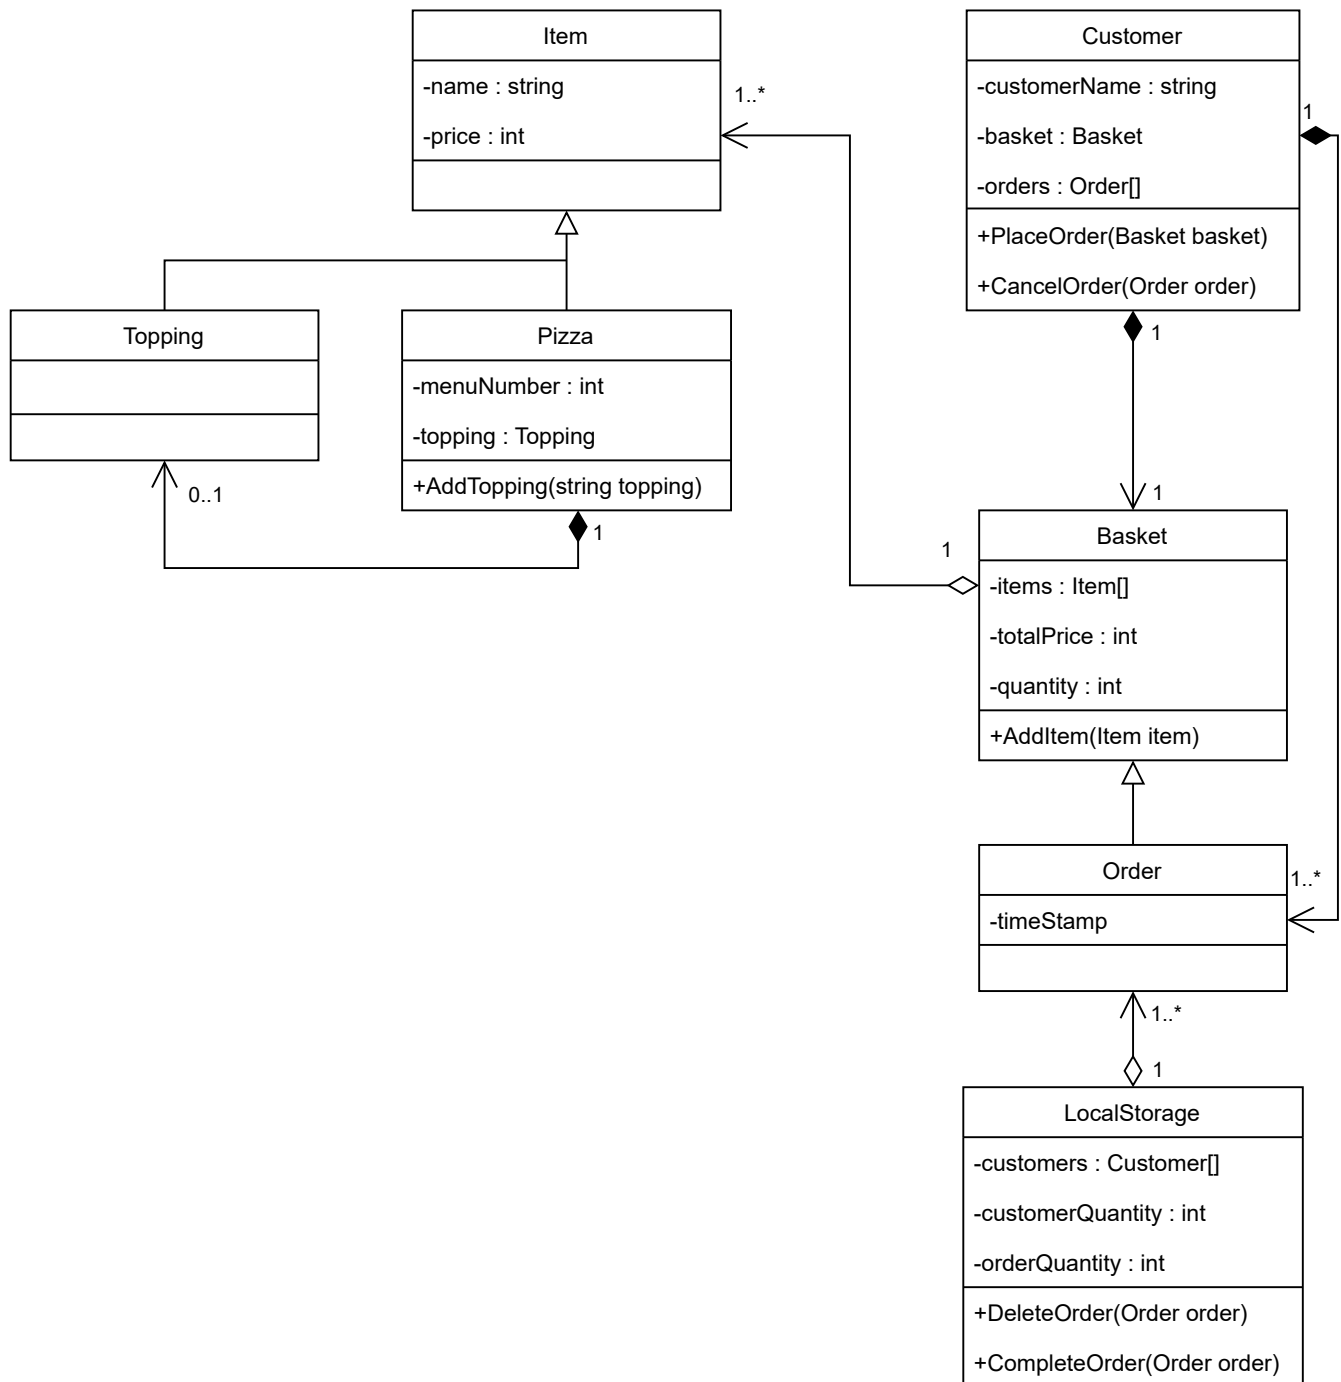 Item
-name : string
-price : int
1..*
Customer
-customerName : string
-basket : Basket
-orders : Order[]
+PlaceOrder(Basket basket)
+CancelOrder(Order order)
1
1
1
Topping
0..1
Pizza
-menuNumber : int
-topping : Topping
+AddTopping(string topping)
1
1
Basket
-items : Item[]
-totalPrice : int
-quantity : int
+AddItem(Item item)
Order
-timeStamp
1..*
1..*
1
LocalStorage
-customers : Customer[]
-customerQuantity : int
-orderQuantity : int
+DeleteOrder(Order order)
+CompleteOrder(Order order)